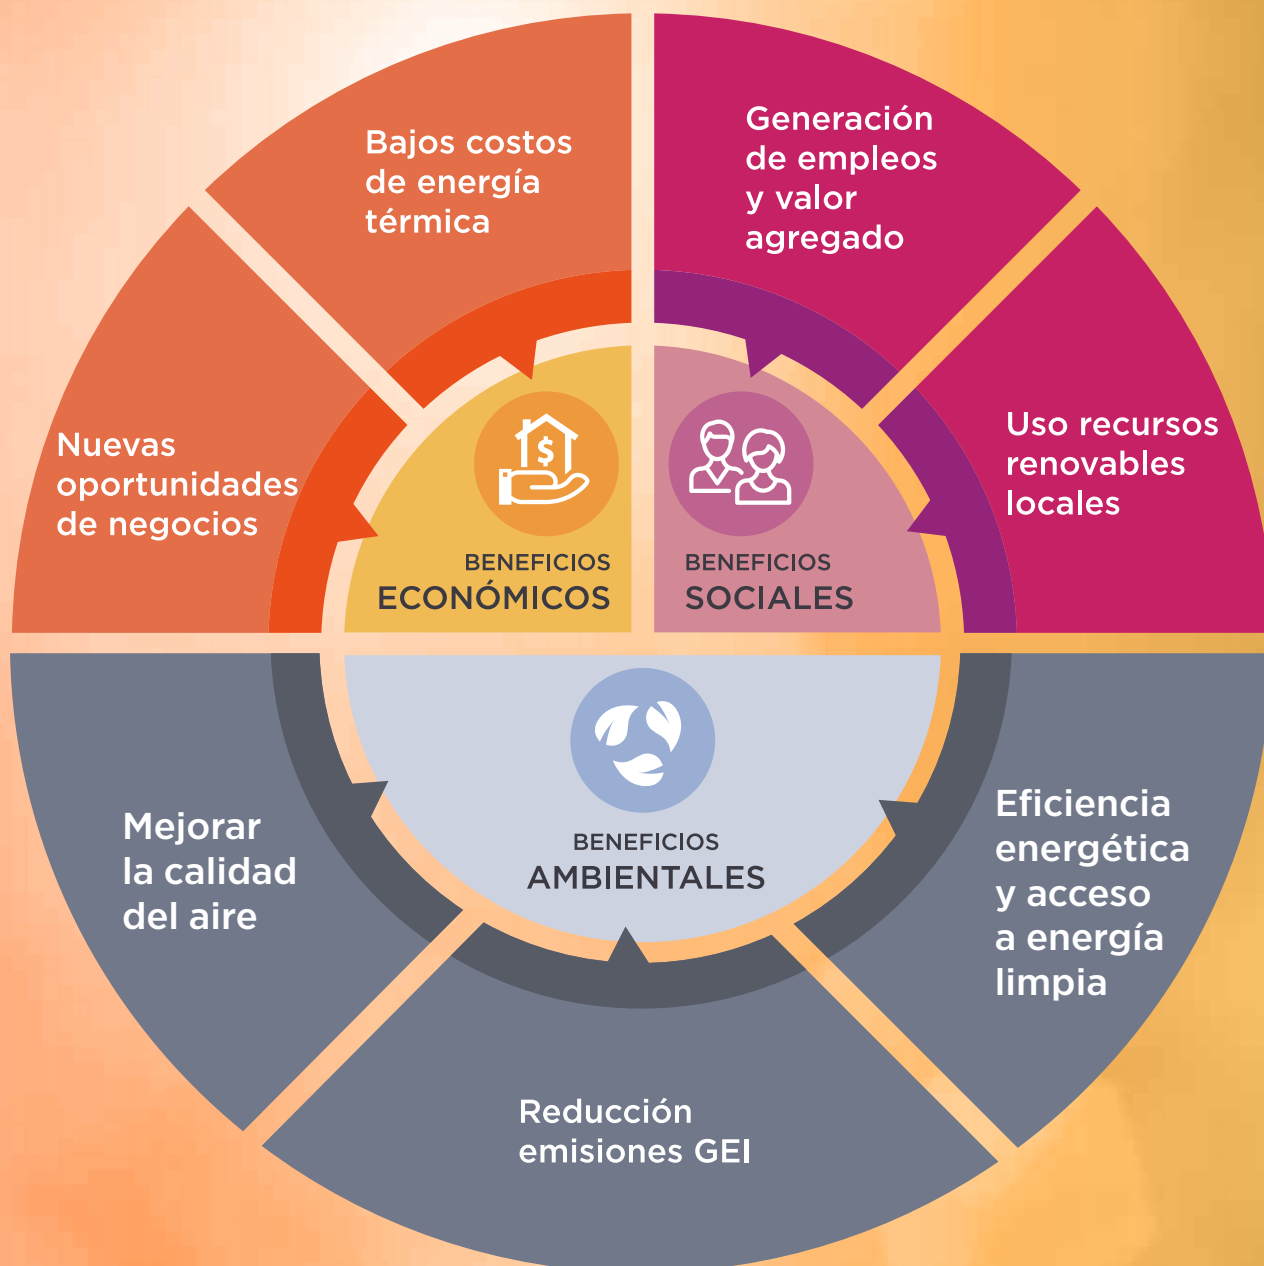 Bajos costos
de energía
térmica
Generación
de empleos
y valor
agregado
Nuevas
oportunidades
de negocios
Uso recursos
renovables
locales
$
BENEFICIOS
ECONÓMICOS
BENEFICIOS
SOCIALES
BENEFICIOS
AMBIENTALES
Mejorar
la calidad
del aire
Eficiencia
energética
y acceso
a energía
limpia
Reducción
emisiones GEI